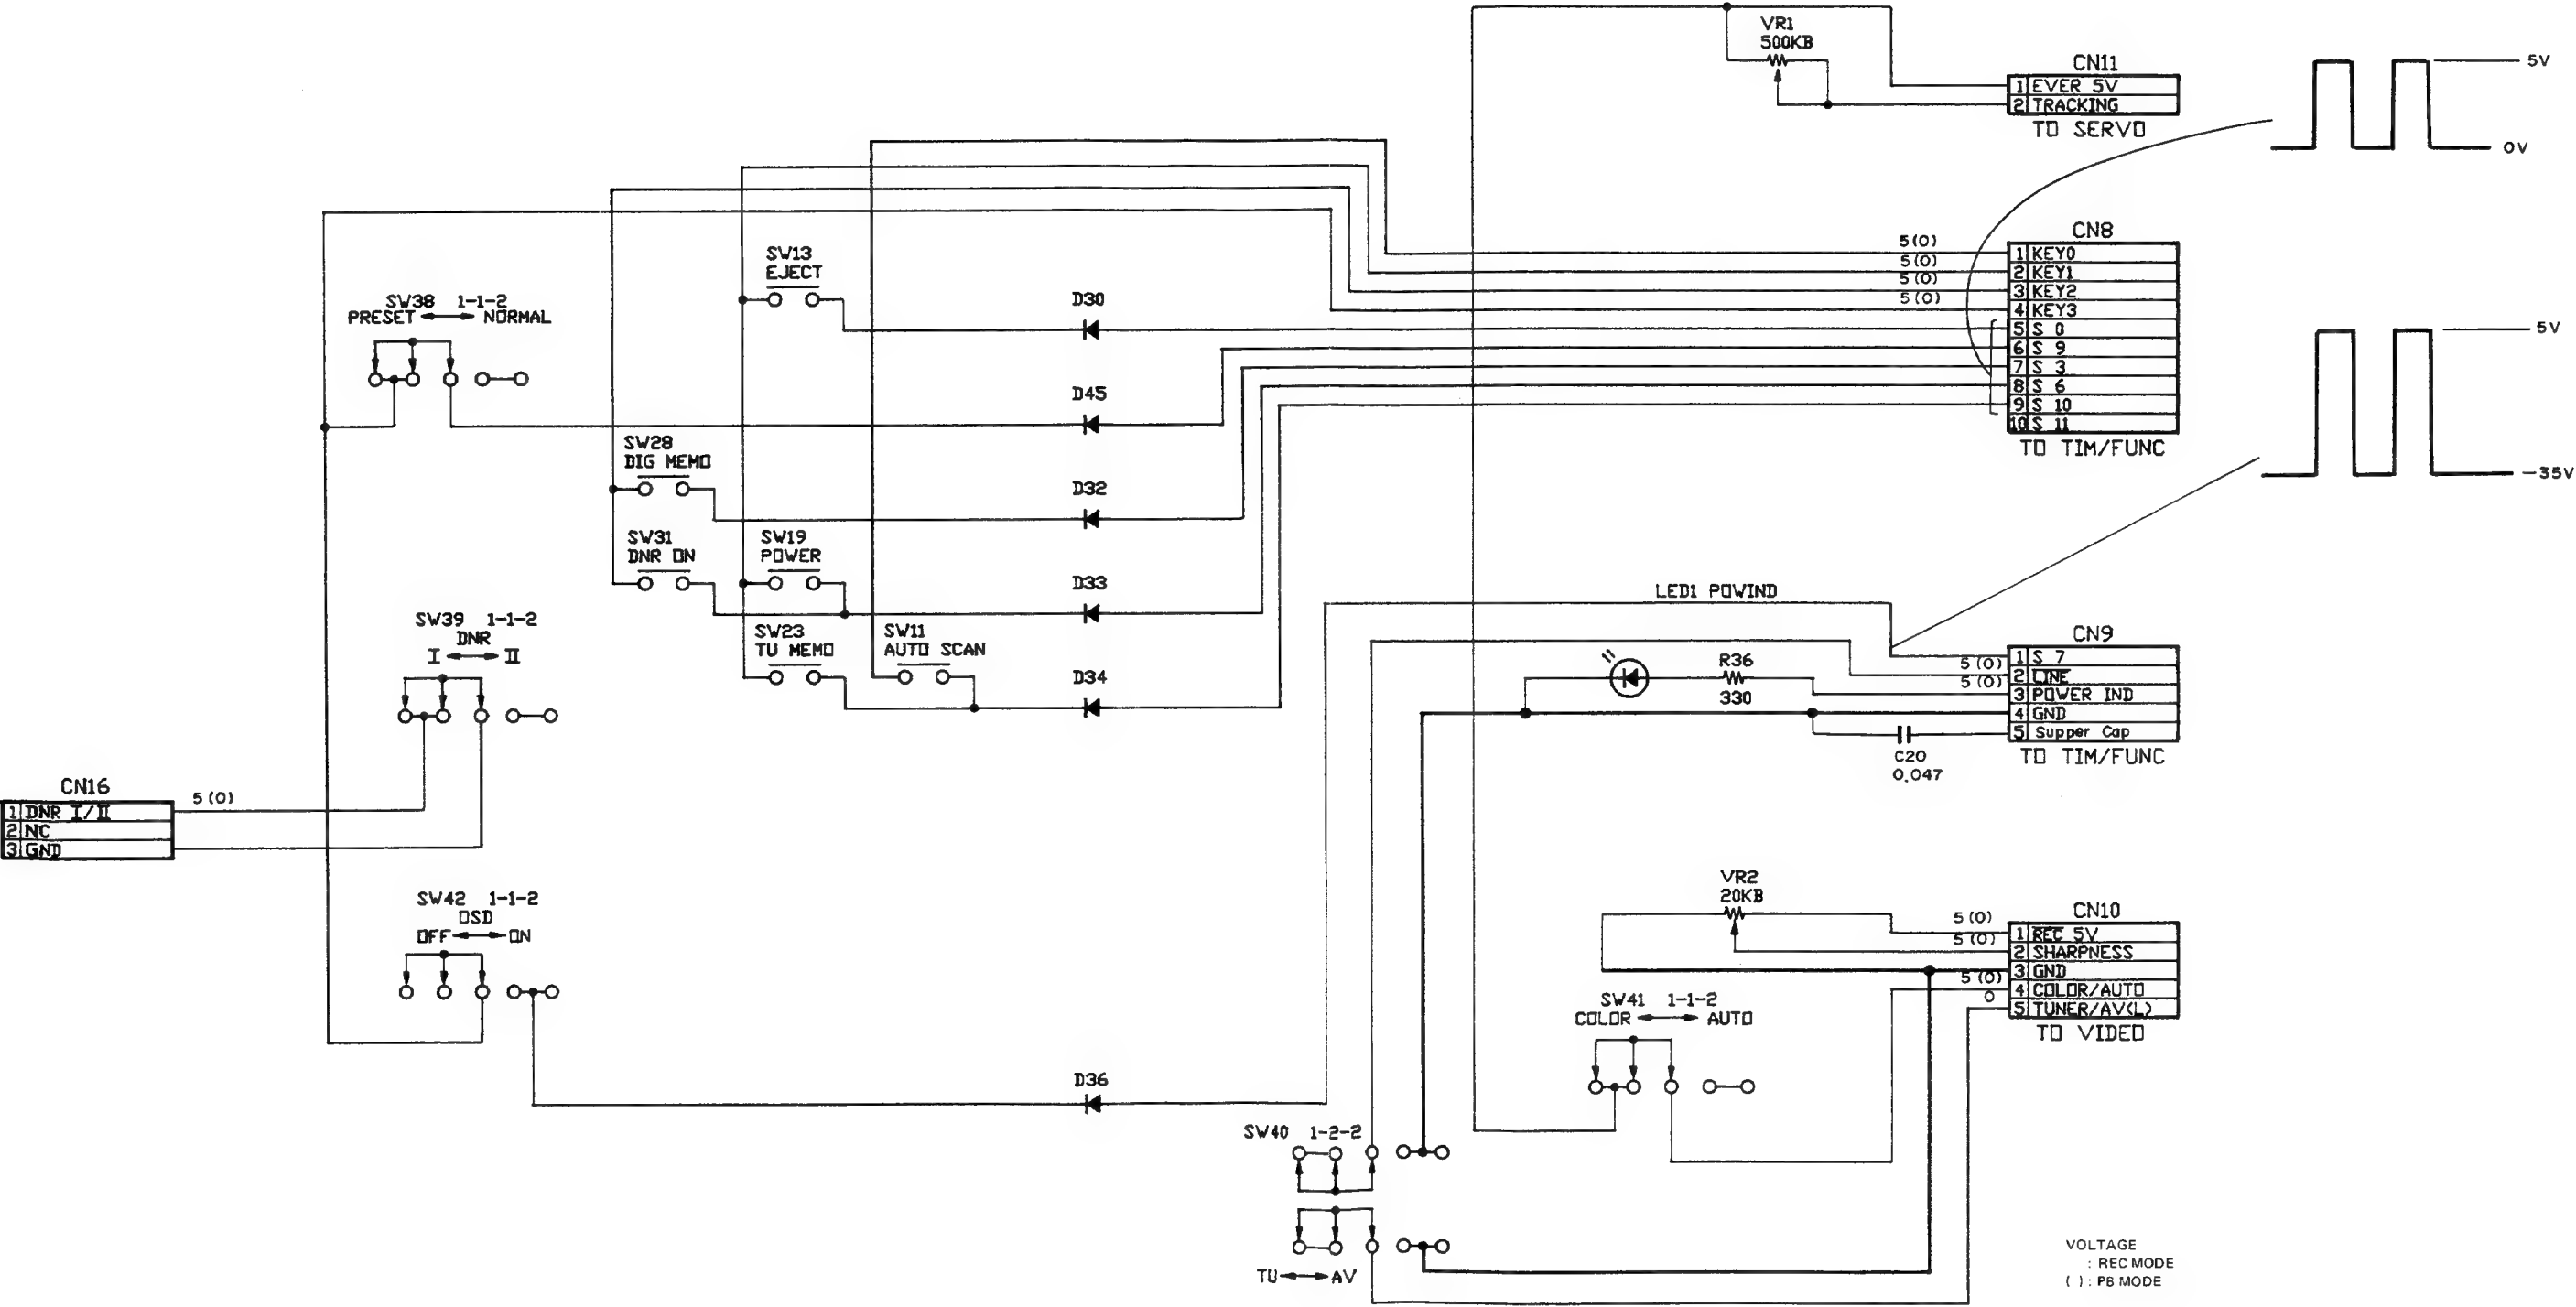 VR1
500KB
CN11
1 EVER 5V
2 TRACKING
TO SERVO
5V
0V
CN8
5(0)
5(0)
5(0)
5(0)
1 KEY0
2 KEY1
3 KEY2
4 KEY3
5 S 0
6 S 9
7 S 3
8 S 6
9 S 10
10 S 11
TO TIM/FUNC
5V
-35V
SW13
EJECT
D30
SW38 1-1-2
PRESET NORMAL
D45
SW28
DIG MEMO
D32
SW31
DNR ON
SW19
POWER
D33
SW23
TU MEMO
SW11
AUTO SCAN
D34
SW39 1-1-2
DNR
I II
LED1 POWIND
R36
330
CN9
5(0)
5(0)
1 S 7
2 LINE
3 POWER IND
4 GND
5 Supper Cap
TO TIM/FUNC
C20
0.047
CN16
5(0)
1 DNR I/II
2 NC
3 GND
SW42 1-1-2
OSD
OFF ON
D36
VR2
20KB
CN10
5(0)
5(0)
5(0)
0
1 REC 5V
2 SHARPNESS
3 GND
4 COLOR/AUTO
5 TUNER/AV(L)
TO VIDEO
SW41 1-1-2
COLOR AUTO
SW40 1-2-2
TU AV
VOLTAGE
: REC MODE
( ) : PB MODE